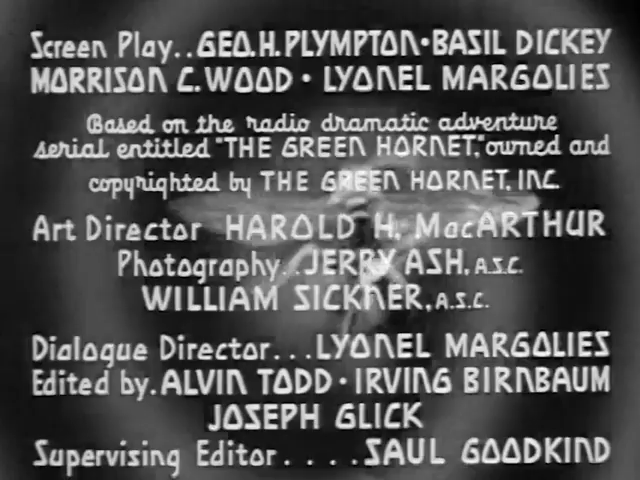 Screen Play..GEO.H.PLYMPTON•BASIL DICKEY
MORRISON C.WOOD • LYONEL MARGOLIES
Based on the radio dramatic adventure
serial entitled "THE GREEN HORNET," owned and
copyrighted by THE GREEN HORNET, INC.
Art Director HAROLD H. MacARTHUR
Photography...JERRY ASH, A.S.C.
WILLIAM SICKNER, A.S.C.
Dialogue Director...LYONEL MARGOLIES
Edited by.ALVIN TODD•IRVING BIRNBAUM
JOSEPH GLICK
Supervising Editor....SAUL GOODKIND